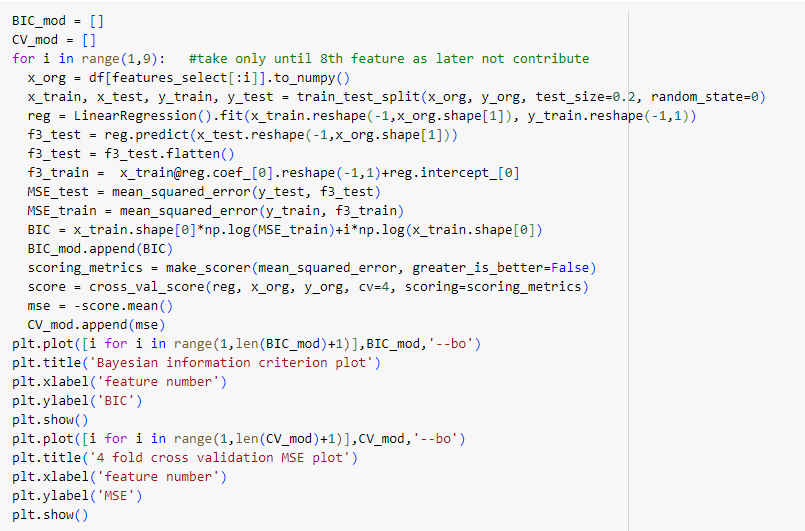 BIC_mod = []
CV_mod = []
for i in range(1,9):   #take only until 8th feature as later not contribute
  x_org = df[features_select[:i]].to_numpy()
  x_train, x_test, y_train, y_test = train_test_split(x_org, y_org, test_size=0.2, random_state=0)
  reg = LinearRegression().fit(x_train.reshape(-1,x_org.shape[1]), y_train.reshape(-1,1))
  f3_test = reg.predict(x_test.reshape(-1,x_org.shape[1]))
  f3_test = f3_test.flatten()
  f3_train =  x_train@reg.coef_[0].reshape(-1,1)+reg.intercept_[0]
  MSE_test = mean_squared_error(y_test, f3_test)
  MSE_train = mean_squared_error(y_train, f3_train)
  BIC = x_train.shape[0]*np.log(MSE_train)+i*np.log(x_train.shape[0])
  BIC_mod.append(BIC)
  scoring_metrics = make_scorer(mean_squared_error, greater_is_better=False)
  score = cross_val_score(reg, x_org, y_org, cv=4, scoring=scoring_metrics)
  mse = -score.mean()
  CV_mod.append(mse)
plt.plot([i for i in range(1,len(BIC_mod)+1)],BIC_mod,'--bo')
plt.title('Bayesian information criterion plot')
plt.xlabel('feature number')
plt.ylabel('BIC')
plt.show()
plt.plot([i for i in range(1,len(CV_mod)+1)],CV_mod,'--bo')
plt.title('4 fold cross validation MSE plot')
plt.xlabel('feature number')
plt.ylabel('MSE')
plt.show()